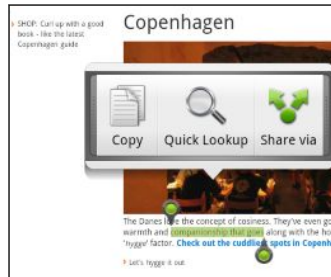 SHOP: Curl up with a good
book - like the latest
Copenhagen guide
Copenhagen
Copy
Quick Lookup
Share via
The Danes love the concept of cosiness. They've even go
warmth and companionship that goes along with the ho
'hygge' factor. Check out the cuddliest spots in Copenh
Let's hygge it out